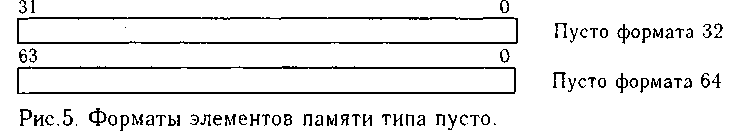 31 0
Пусто формата 32
63 0
Пусто формата 64
Рис.5. Форматы элементов памяти типа пусто.